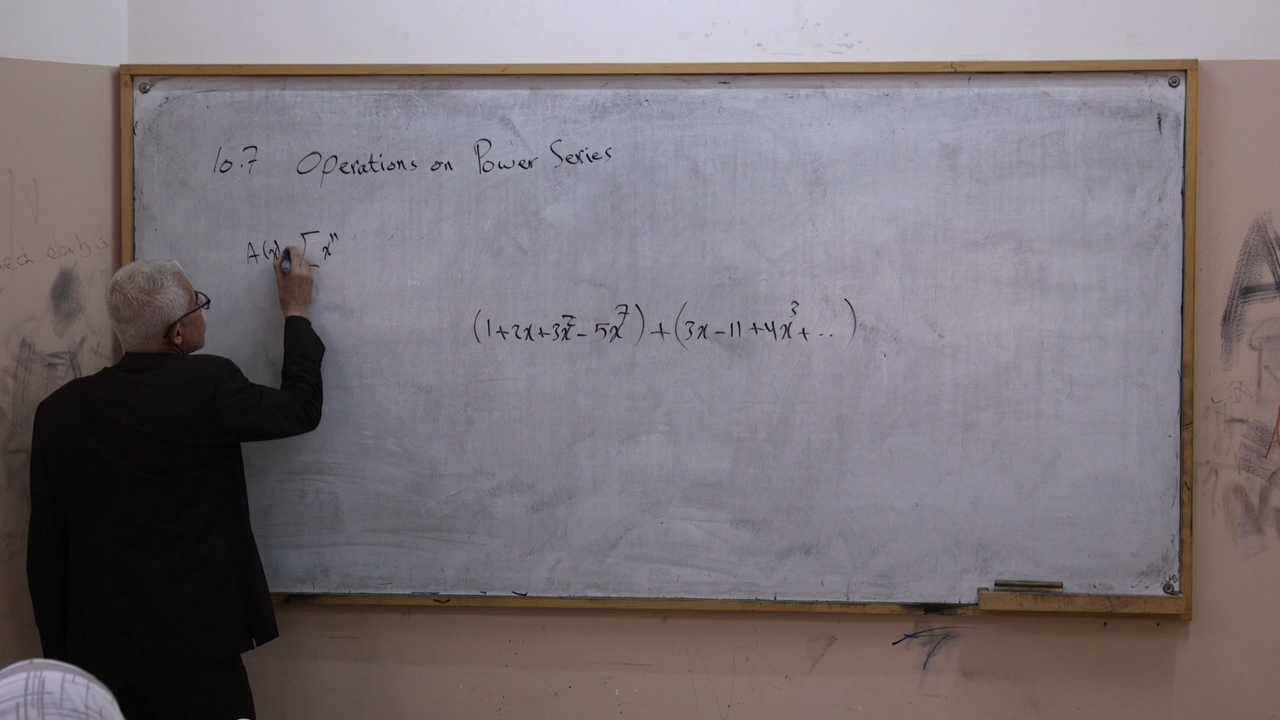 10.7 Operations on Power Series
A(x) ∑ xⁿ
(1+2x+3x²-5x⁷)+(3x-11+4x³+..)